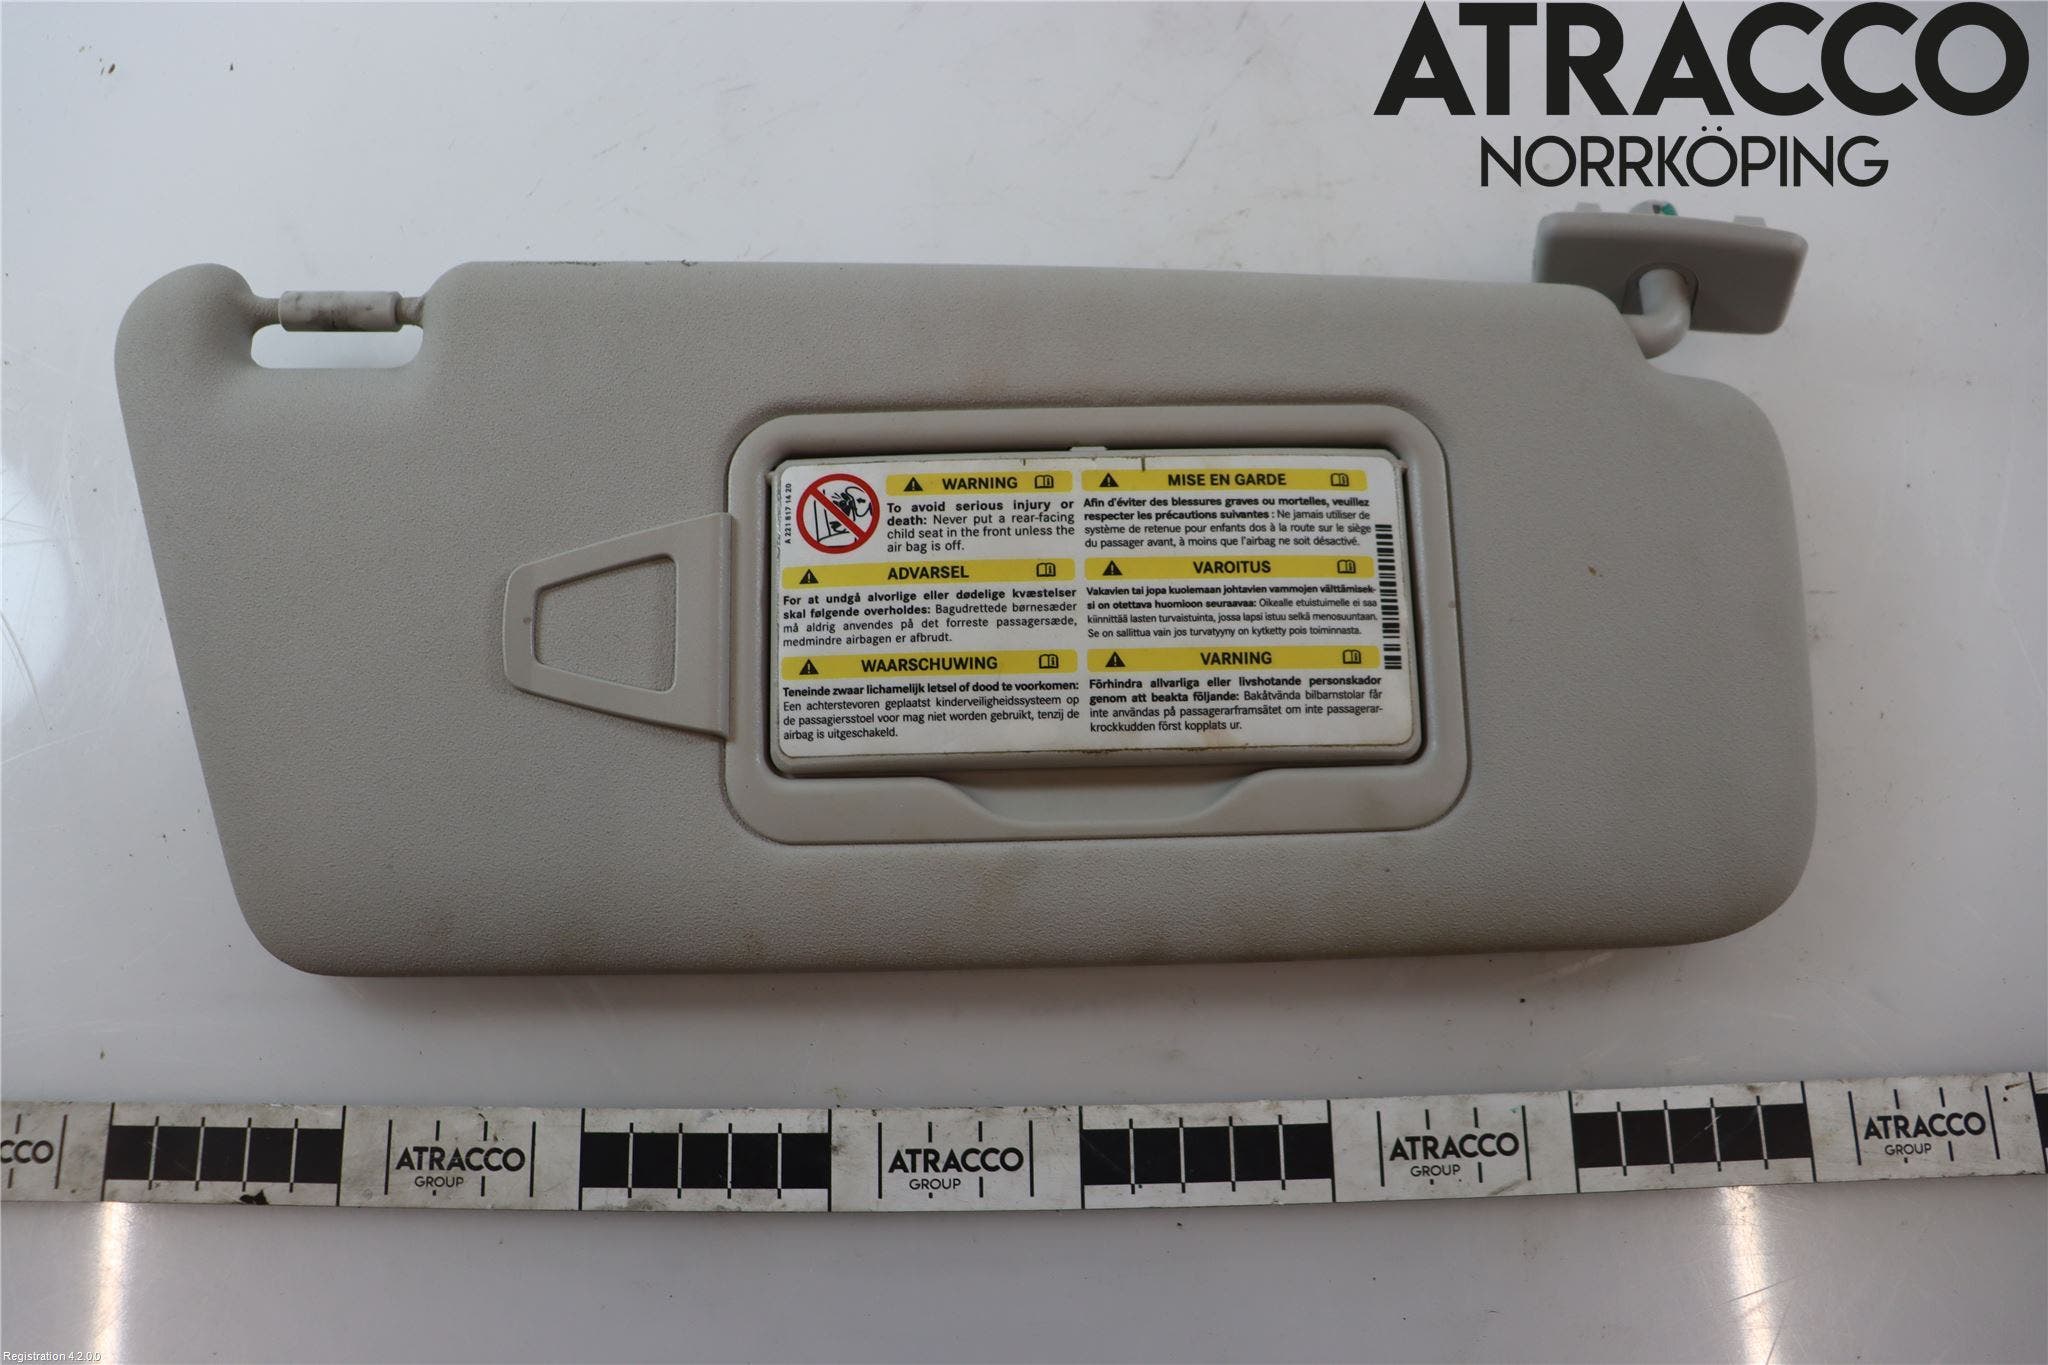 ATRACCO
NORRKÖPING
A 221 817 14 20
WARNING
To avoid serious injury or
death: Never put a rear-facing
child seat in the front unless the
air bag is off.
MISE EN GARDE
Afin d'éviter des blessures graves ou mortelles, veuillez
respecter les précautions suivantes : Ne jamais utiliser de
système de retenue pour enfants dos à la route sur le siège
du passager avant, à moins que l'airbag ne soit désactivé.
ADVARSEL
For at undgå alvorlige eller dødelige kvæstelser
skal følgende overholdes: Bagudrettede børnesæder
må aldrig anvendes på det forreste passagersæde,
medmindre airbagen er afbrudt.
VAROITUS
Vakavien tai jopa kuolemaan johtavien vammojen välttämisek-
si on otettava huomioon seuraavaa: Oikealle etuistuimelle ei saa
kiinnittää lasten turvaistuinta, jossa lapsi istuu selkä menosuuntaan.
Se on sallittua vain jos turvatyyny on kytketty pois toiminnasta.
WAARSCHUWING
Teneinde zwaar lichamelijk letsel of dood te voorkomen:
Een achterstevoren geplaatst kinderveiligheidssysteem op
de passagiersstoel voor mag niet worden gebruikt, tenzij de
airbag is uitgeschakeld.
VARNING
Förhindra allvarliga eller livshotande personskador
genom att beakta följande: Bakåtvända bilbarnstolar får
inte användas på passagerarframsätet om inte passagerar-
krockkudden först kopplats ur.
CCO
ATRACCO
GROUP
ATRACCO
GROUP
ATRACCO
GROUP
ATRACCO
GROUP
Registration 4.2.0.0